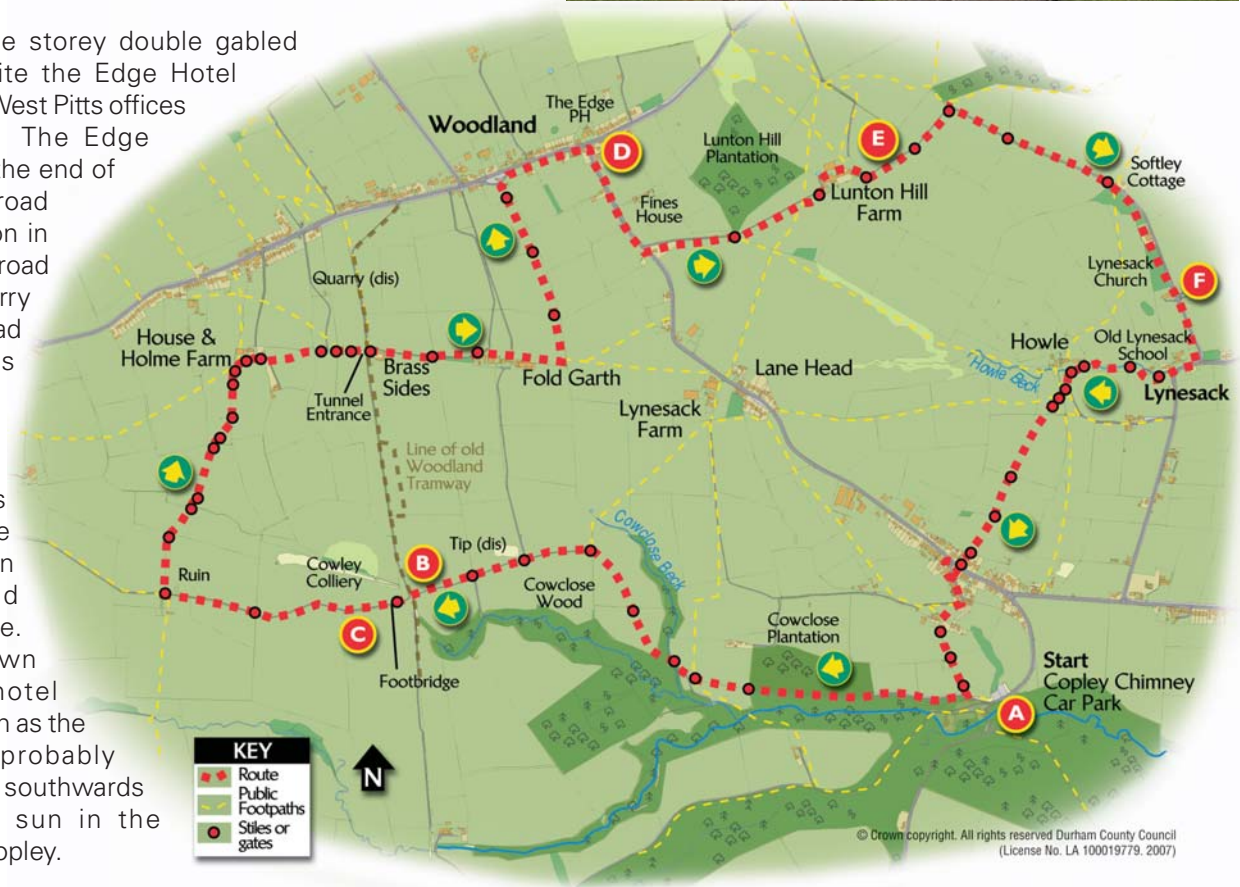 e storey double gabled
ite the Edge Hotel
West Pitts offices
The Edge
the end of
road
on in
road
rry
ad
s
s
e
n
d
e.
wn
hotel
n as the
probably
southwards
sun in the
opley.
Woodland
The Edge
PH
D
Lunton Hill
Plantation
E
Lunton Hill
Farm
Softley
Cottage
Fines
House
Quarry (dis)
Lynesack
Church
F
House &
Holme Farm
Brass
Sides
Tunnel
Entrance
Fold Garth
Howle
Old Lynesack
School
Howle Beck
Lynesack
Lane Head
Lynesack
Farm
Line of old
Woodland
Tramway
Cowclose Beck
Ruin
Cowley
Colliery
B
Tip (dis)
Cowclose
Wood
C
Footbridge
Cowclose
Plantation
Start
Copley Chimney
Car Park
A
KEY
Route
Public
Footpaths
Stiles or
gates
N
© Crown copyright. All rights reserved Durham County Council
(License No. LA 100019779. 2007)